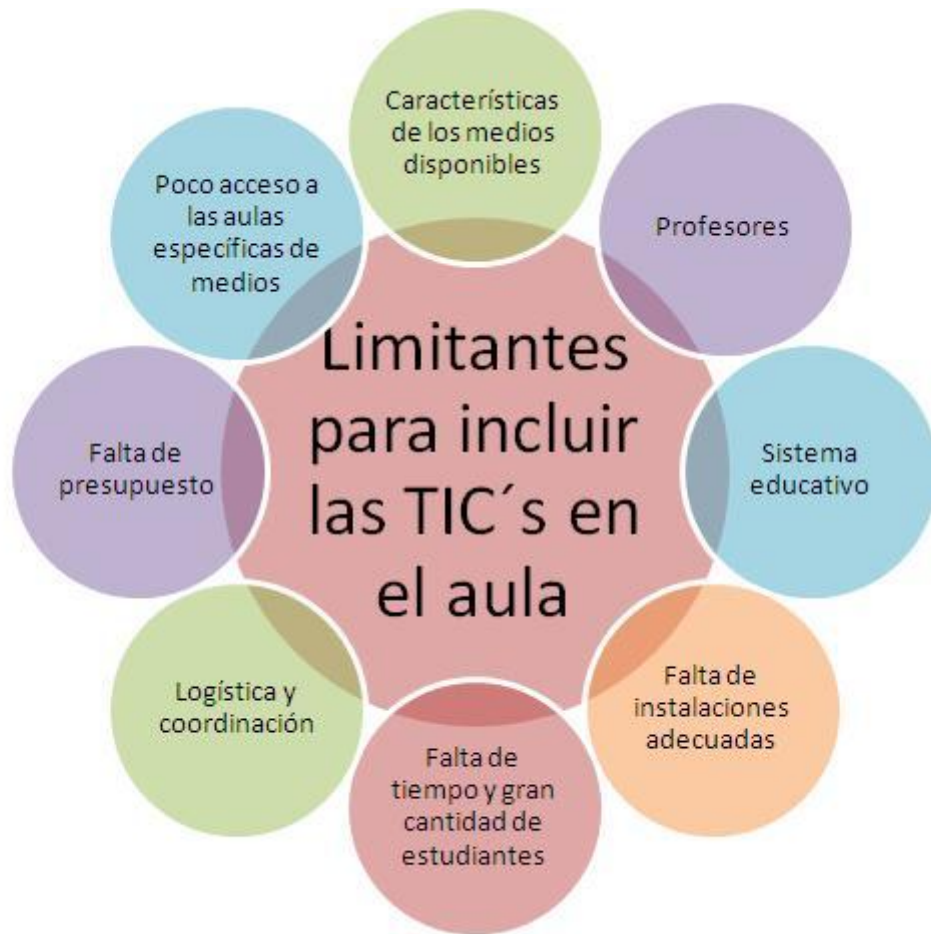 Limitantes
para incluir
las TIC´s en
el aula
Características
de los medios
disponibles
Profesores
Sistema
educativo
Falta de
instalaciones
adecuadas
Falta de
tiempo y gran
cantidad de
estudiantes
Logística y
coordinación
Falta de
presupuesto
Poco acceso a
las aulas
específicas de
medios